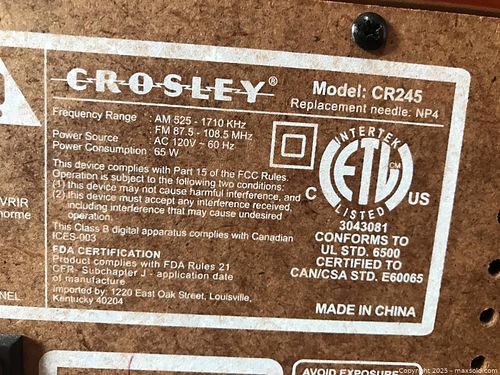 CROSLEY®
Model: CR245
Replacement needle: NP4
Frequency Range : AM 525 - 1710 KHz
: FM 87.5 - 108.5 MHz
Power Source : AC 120V ~ 60 Hz
Power Consumption : 65 W
This device complies with Part 15 of the FCC Rules.
Operation is subject to the following two conditions.
(1) this device may not cause harmful interference, and
(2) this device must accept any interference received,
including interference that may cause undesired
operation.
This Class B digital apparatus complies with Canadian
ICES-003
FDA CERTIFICATION
Product complies with FDA Rules 21
CFR- Subchapter J - application date
of manufacture
imported by: 1220 East Oak Street, Louisville,
Kentucky 40204
INTERTEK
ETL CM
C US
LISTED
3043081
CONFORMS TO
UL STD. 6500
CERTIFIED TO
CAN/CSA STD. E60065
MADE IN CHINA
VRIR
norme
NEL
AVOID EXPOSURE
Copyright 2025 - maxsold.com